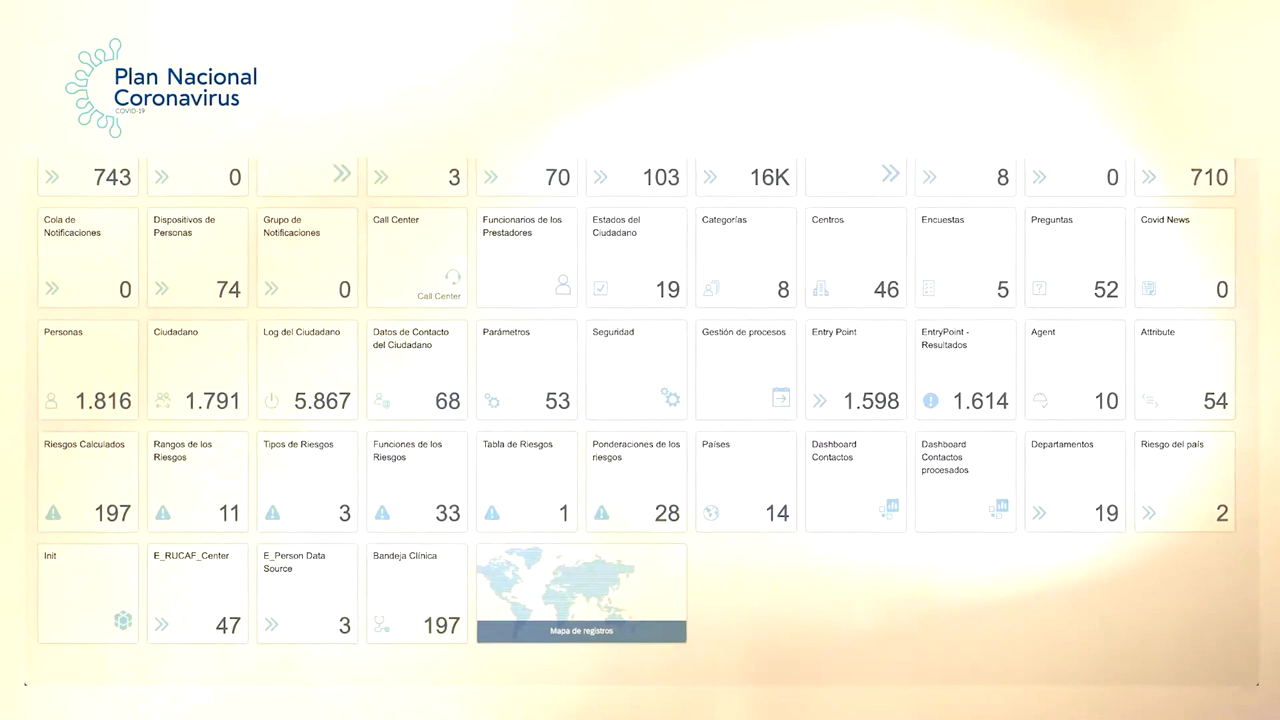 Plan Nacional
Coronavirus
COVID-19
743
0
3
70
103
16K
8
0
710
Cola de
Notificaciones
0
Dispositivos de
Personas
74
Grupo de
Notificaciones
0
Call Center
Call Center
Funcionarios de los
Prestadores
Estados del
Ciudadano
19
Categorías
8
Centros
46
Encuestas
5
Preguntas
52
Covid News
0
Personas
1.816
Ciudadano
1.791
Log del Ciudadano
5.867
Datos de Contacto
del Ciudadano
68
Parámetros
53
Seguridad
Gestión de procesos
Entry Point
1.598
EntryPoint -
Resultados
1.614
Agent
10
Attribute
54
Riesgos Calculados
197
Rangos de los
Riesgos
11
Tipos de Riesgos
3
Funciones de los
Riesgos
33
Tabla de Riesgos
1
Ponderaciones de los
riesgos
28
Países
14
Dashboard
Contactos
Dashboard
Contactos
procesados
Departamentos
19
Riesgo del país
2
Init
E_RUCAF_Center
47
E_Person Data
Source
3
Bandeja Clínica
197
Mapa de registros